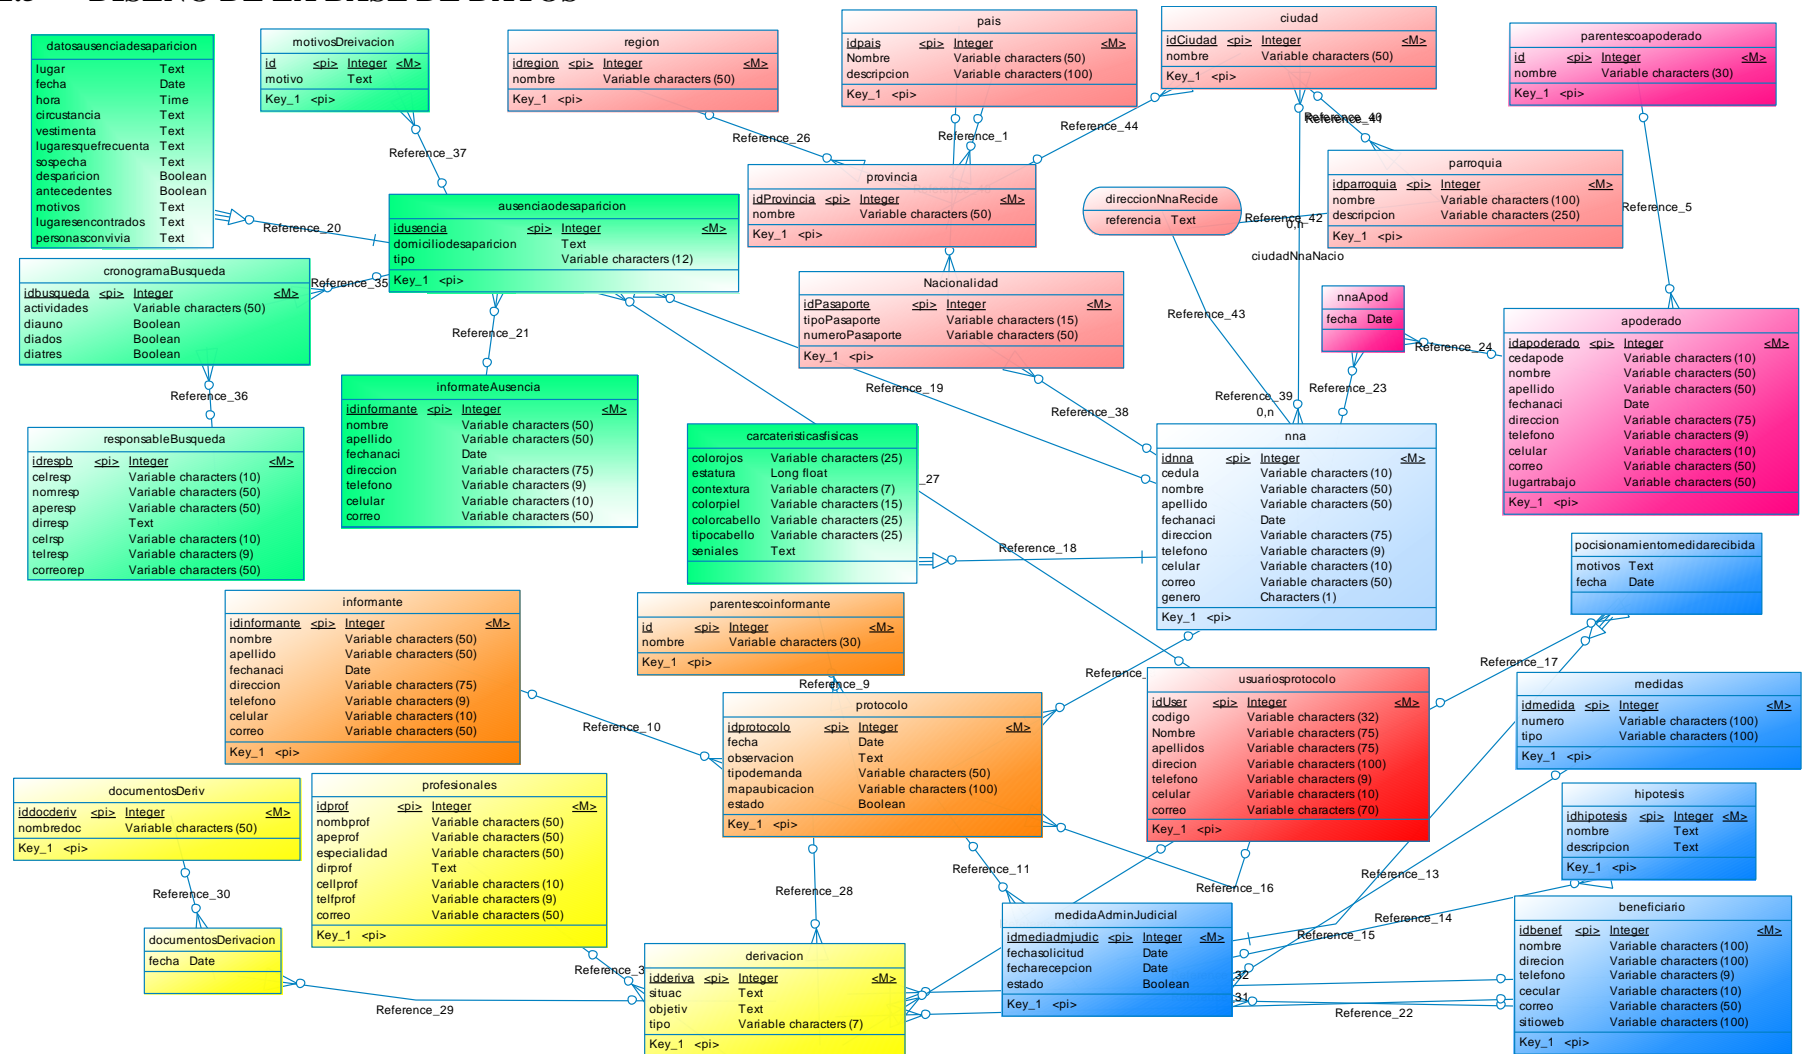 DISEÑO DE LA BASE DE DATOS
datosausenciadesaparicion
lugar Text
fecha Date
hora Time
circustancia Text
vestimenta Text
lugaresquefrecuenta Text
sospecha Text
desparicion Boolean
antecedentes Boolean
motivos Text
lugaresencontrados Text
personasconvivia Text
motivosDreivacion
id <pi> Integer <M>
motivo Text
Key_1 <pi>
region
idregion <pi> Integer <M>
nombre Variable characters (50)
Key_1 <pi>
pais
idpais <pi> Integer <M>
Nombre Variable characters (50)
descripcion Variable characters (100)
Key_1 <pi>
ciudad
idCiudad <pi> Integer <M>
nombre Variable characters (50)
Key_1 <pi>
parentescoapoderado
id <pi> Integer <M>
nombre Variable characters (30)
Key_1 <pi>
Reference_37
Reference_26
Reference_1
Reference_44
Reference_40
Reference_20
ausenciaodesaparicion
idusencia <pi> Integer <M>
domiciliodesaparicion Text
tipo Variable characters (12)
Key_1 <pi>
provincia
idProvincia <pi> Integer <M>
nombre Variable characters (50)
Key_1 <pi>
direccionNnaRecide
referencia Text
Reference_42
0,n
ciudadNnaNacio
parroquia
idparroquia <pi> Integer <M>
nombre Variable characters (100)
descripcion Variable characters (250)
Key_1 <pi>
Reference_5
cronogramaBusqueda
idbusqueda <pi> Integer <M>
actividades Variable characters (50)
diauno Boolean
diados Boolean
diatres Boolean
Reference_35
Reference_21
Nacionalidad
idPasaporte <pi> Integer <M>
tipoPasaporte Variable characters (15)
numeroPasaporte Variable characters (50)
Key_1 <pi>
Reference_43
nnaApod
fecha Date
Reference_24
apoderado
idapoderado <pi> Integer <M>
cedapode Variable characters (10)
nombre Variable characters (50)
apellido Variable characters (50)
fechanaci Date
direccion Variable characters (75)
telefono Variable characters (9)
celular Variable characters (10)
correo Variable characters (50)
lugartrabajo Variable characters (50)
Key_1 <pi>
Reference_36
informateAusencia
idinformante <pi> Integer <M>
nombre Variable characters (50)
apellido Variable characters (50)
fechanaci Date
direccion Variable characters (75)
telefono Variable characters (9)
celular Variable characters (10)
correo Variable characters (50)
Reference_19
Reference_38
Reference_39
0,n
Reference_23
responsableBusqueda
idrespb <pi> Integer <M>
celresp Variable characters (10)
nomresp Variable characters (50)
aperesp Variable characters (50)
dirresp Text
celrsp Variable characters (10)
telresp Variable characters (9)
correorep Variable characters (50)
carcateristicasfisicas
colorojos Variable characters (25)
estatura Long float
contextura Variable characters (7)
colorpiel Variable characters (15)
colorcabello Variable characters (25)
tipocabello Variable characters (25)
seniales Text
_27
Reference_18
nna
idnna <pi> Integer <M>
cedula Variable characters (10)
nombre Variable characters (50)
apellido Variable characters (50)
fechanaci Date
direccion Variable characters (75)
telefono Variable characters (9)
celular Variable characters (10)
correo Variable characters (50)
genero Characters (1)
Key_1 <pi>
pocisionamientomedidarecibida
motivos Text
fecha Date
informante
idinformante <pi> Integer <M>
nombre Variable characters (50)
apellido Variable characters (50)
fechanaci Date
direccion Variable characters (75)
telefono Variable characters (9)
celular Variable characters (10)
correo Variable characters (50)
Key_1 <pi>
parentescoinformante
id <pi> Integer <M>
nombre Variable characters (30)
Key_1 <pi>
Reference_9
Reference_
Reference_17
Reference_10
protocolo
idprotocolo <pi> Integer <M>
fecha Date
observacion Text
tipodemanda Variable characters (50)
mapaubicacion Variable characters (100)
estado Boolean
Key_1 <pi>
usuariosprotocolo
idUser <pi> Integer <M>
codigo Variable characters (32)
Nombre Variable characters (75)
apellidos Variable characters (75)
direcion Variable characters (100)
telefono Variable characters (9)
celular Variable characters (10)
correo Variable characters (70)
Key_1 <pi>
medidas
idmedida <pi> Integer <M>
numero Variable characters (100)
tipo Variable characters (100)
Key_1 <pi>
documentosDeriv
iddocderiv <pi> Integer <M>
nombredoc Variable characters (50)
Key_1 <pi>
profesionales
idprof <pi> Integer <M>
nombprof Variable characters (50)
apeprof Variable characters (50)
especialidad Variable characters (50)
dirprof Text
cellprof Variable characters (10)
telfprof Variable characters (9)
correo Variable characters (50)
Key_1 <pi>
hipotesis
idhipotesis <pi> Integer <M>
nombre Text
descripcion Text
Key_1 <pi>
Reference_30
Reference_28
Reference_11
Reference_16
Reference_13
Reference_14
Reference_15
documentosDerivacion
fecha Date
Reference_3
Reference_29
derivacion
idderiva <pi> Integer <M>
situac Text
objetiv Text
tipo Variable characters (7)
Key_1 <pi>
medidaAdminJudicial
idmediadmjudic <pi> Integer <M>
fechasolicitud Date
fecharecepcion Date
estado Boolean
Key_1 <pi>
32
31
Reference_22
beneficiario
idbenef <pi> Integer <M>
nombre Variable characters (100)
direcion Variable characters (100)
telefono Variable characters (9)
cecular Variable characters (10)
correo Variable characters (50)
sitioweb Variable characters (100)
Key_1 <pi>